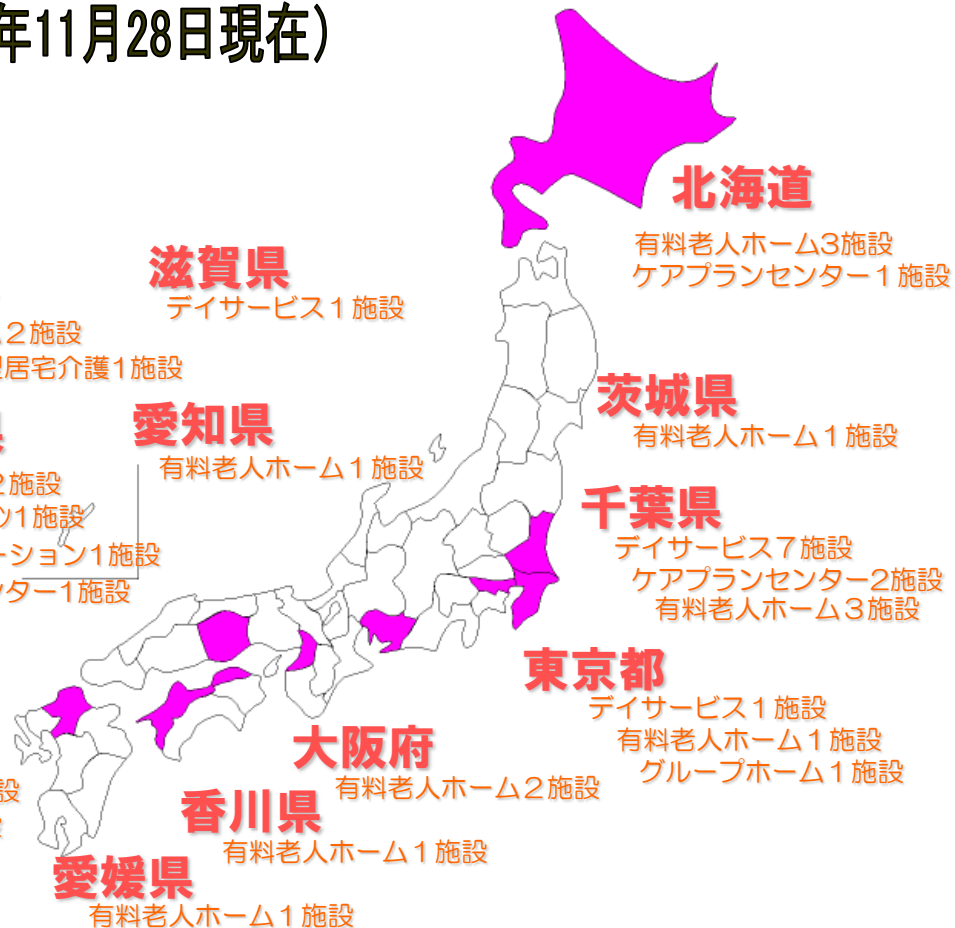 年11月28日現在）
北海道
有料老人ホーム3施設
ケアプランセンター１施設
滋賀県
デイサービス１施設
２施設
居宅介護1施設
茨城県
有料老人ホーム１施設
愛知県
有料老人ホーム１施設
2施設
ン1施設
ーション1施設
ター1施設
千葉県
デイサービス７施設
ケアプランセンター2施設
有料老人ホーム３施設
東京都
デイサービス１施設
有料老人ホーム１施設
グループホーム１施設
大阪府
有料老人ホーム２施設
設
香川県
有料老人ホーム１施設
愛媛県
有料老人ホーム１施設